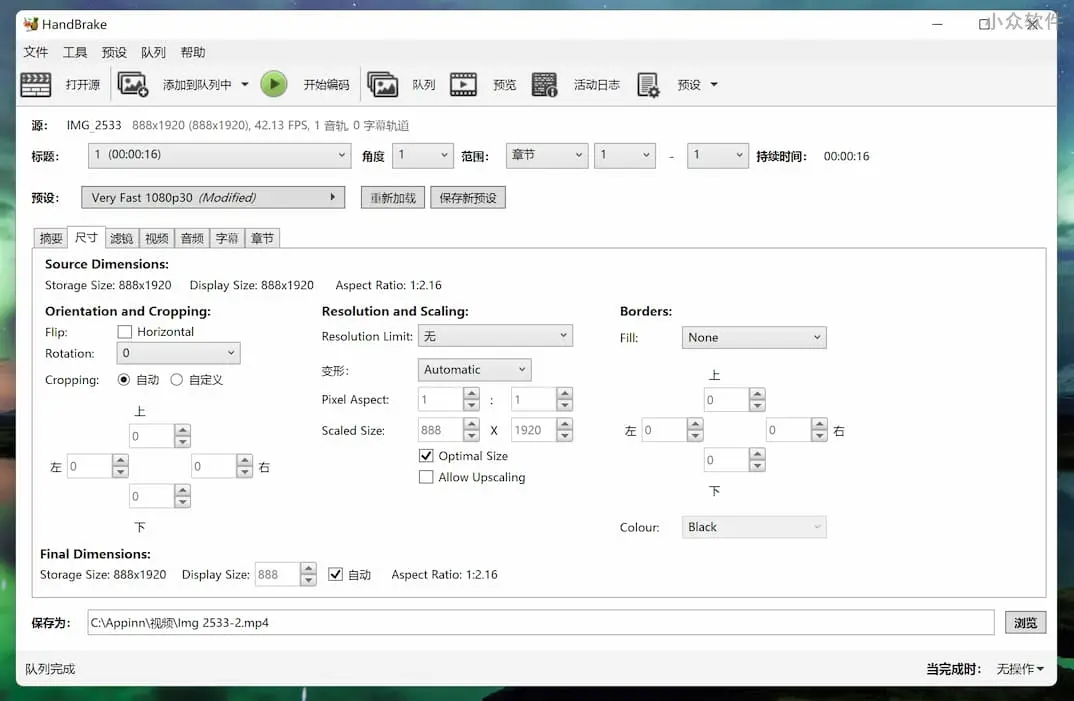 HandBrake
小众软件
文件 工具 预设 队列 帮助
打开源 添加到队列中 开始编码 队列 预览 活动日志 预设
源: IMG_2533 888x1920 (888x1920), 42.13 FPS, 1 音轨, 0 字幕轨道
标题: 1 (00:00:16) 角度 1 范围: 章节 1 - 1 持续时间: 00:00:16
预设: Very Fast 1080p30 (Modified) 重新加载 保存新预设
摘要 尺寸 滤镜 视频 音频 字幕 章节
Source Dimensions:
Storage Size: 888x1920 Display Size: 888x1920 Aspect Ratio: 1:2.16
Orientation and Cropping: Resolution and Scaling: Borders:
Flip: Horizontal Resolution Limit: 无 Fill: None
Rotation: 0
变形: Automatic
Cropping: 自动 自定义 上
Pixel Aspect: 1 : 1 0
上
0 Scaled Size: 888 X 1920 左 0 0 右
Optimal Size
左 0 0 右 0
Allow Upscaling
0 下
下 Colour: Black
Final Dimensions:
Storage Size: 888x1920 Display Size: 888 自动 Aspect Ratio: 1:2.16
保存为: C:\Appinn\视频\Img 2533-2.mp4 浏览
队列完成 当完成时: 无操作